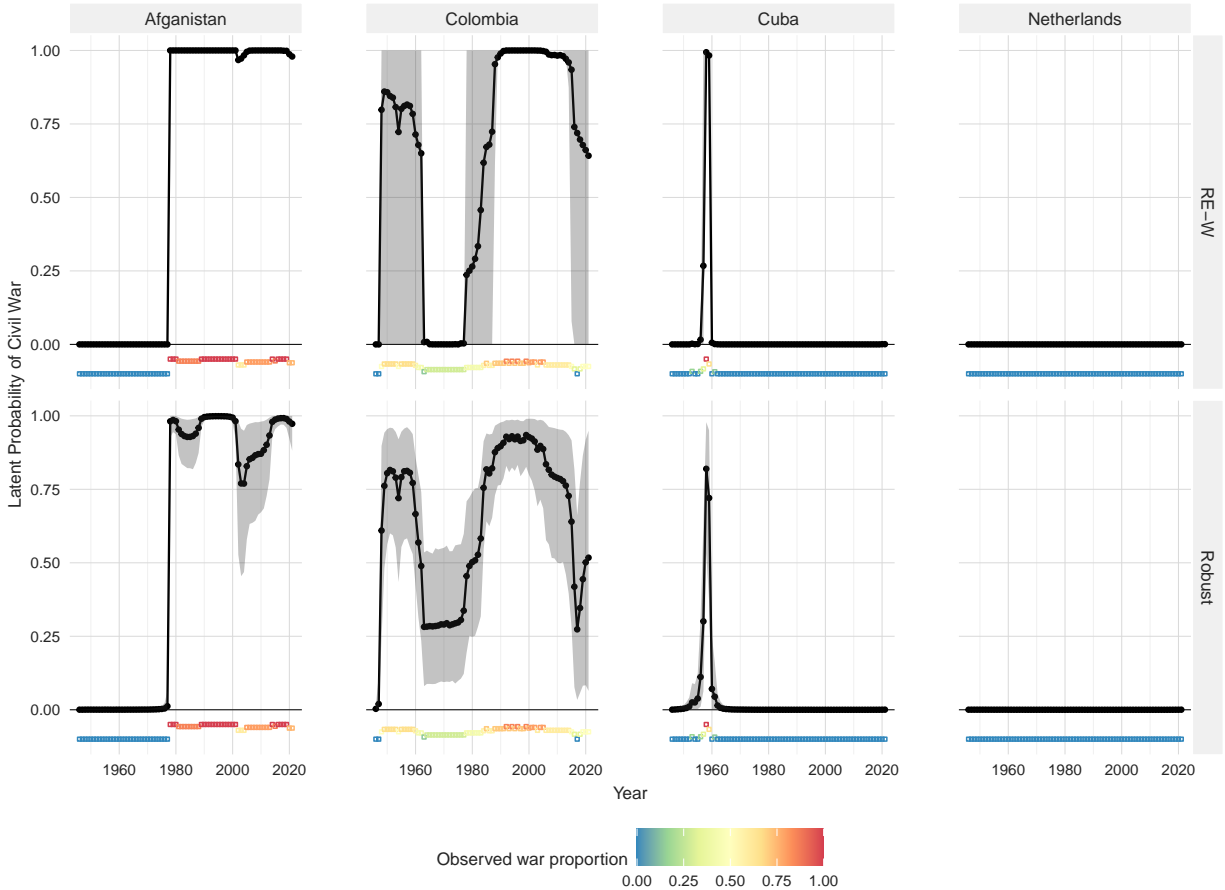 Afganistan Colombia Cuba Netherlands
Latent Probability of Civil War
1.00
0.75
0.50
0.25
0.00
RE−W
1.00
0.75
0.50
0.25
0.00
Robust
1960 1980 2000 2020 1960 1980 2000 2020 1960 1980 2000 2020 1960 1980 2000 2020
Year
Observed war proportion
0.00 0.25 0.50 0.75 1.00